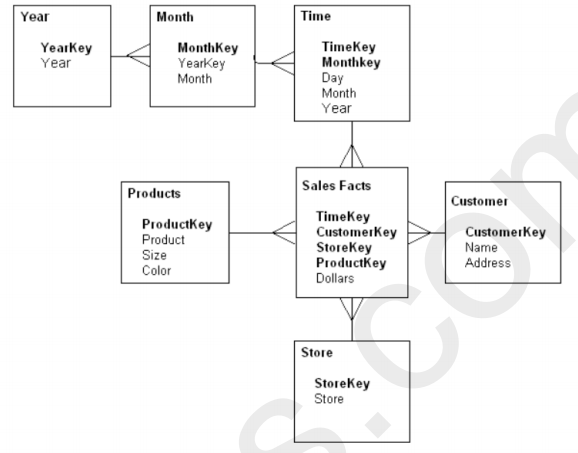 Year
YearKey
Year
Month
MonthKey
YearKey
Month
Time
TimeKey
Monthkey
Day
Month
Year
Products
ProductKey
Product
Size
Color
Sales Facts
TimeKey
CustomerKey
StoreKey
ProductKey
Dollars
Customer
CustomerKey
Name
Address
Store
StoreKey
Store
s.com